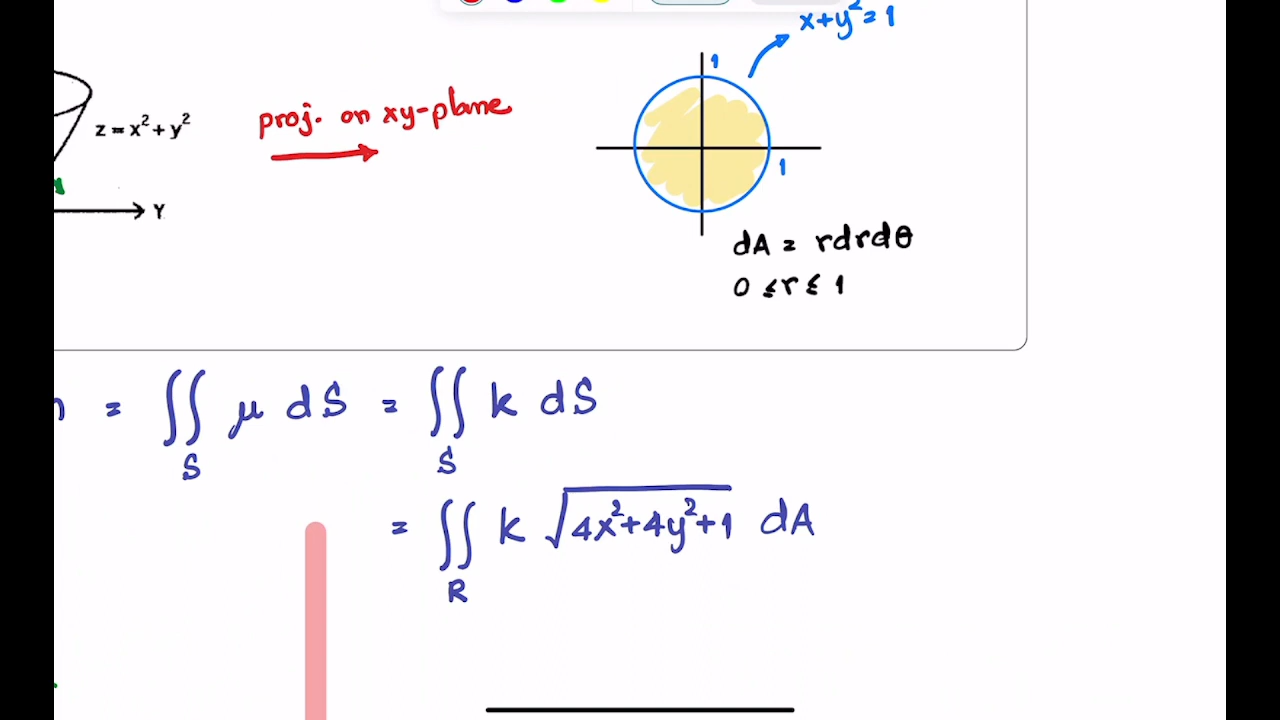 x+y²=1
1
proj. on xy-plane
z = x² + y²
1
Y
dA = rdrdθ
0 ≤ r ≤ 1
= ∬ μ dS = ∬ k dS
S S
= ∬ k √4x²+4y²+1 dA
R